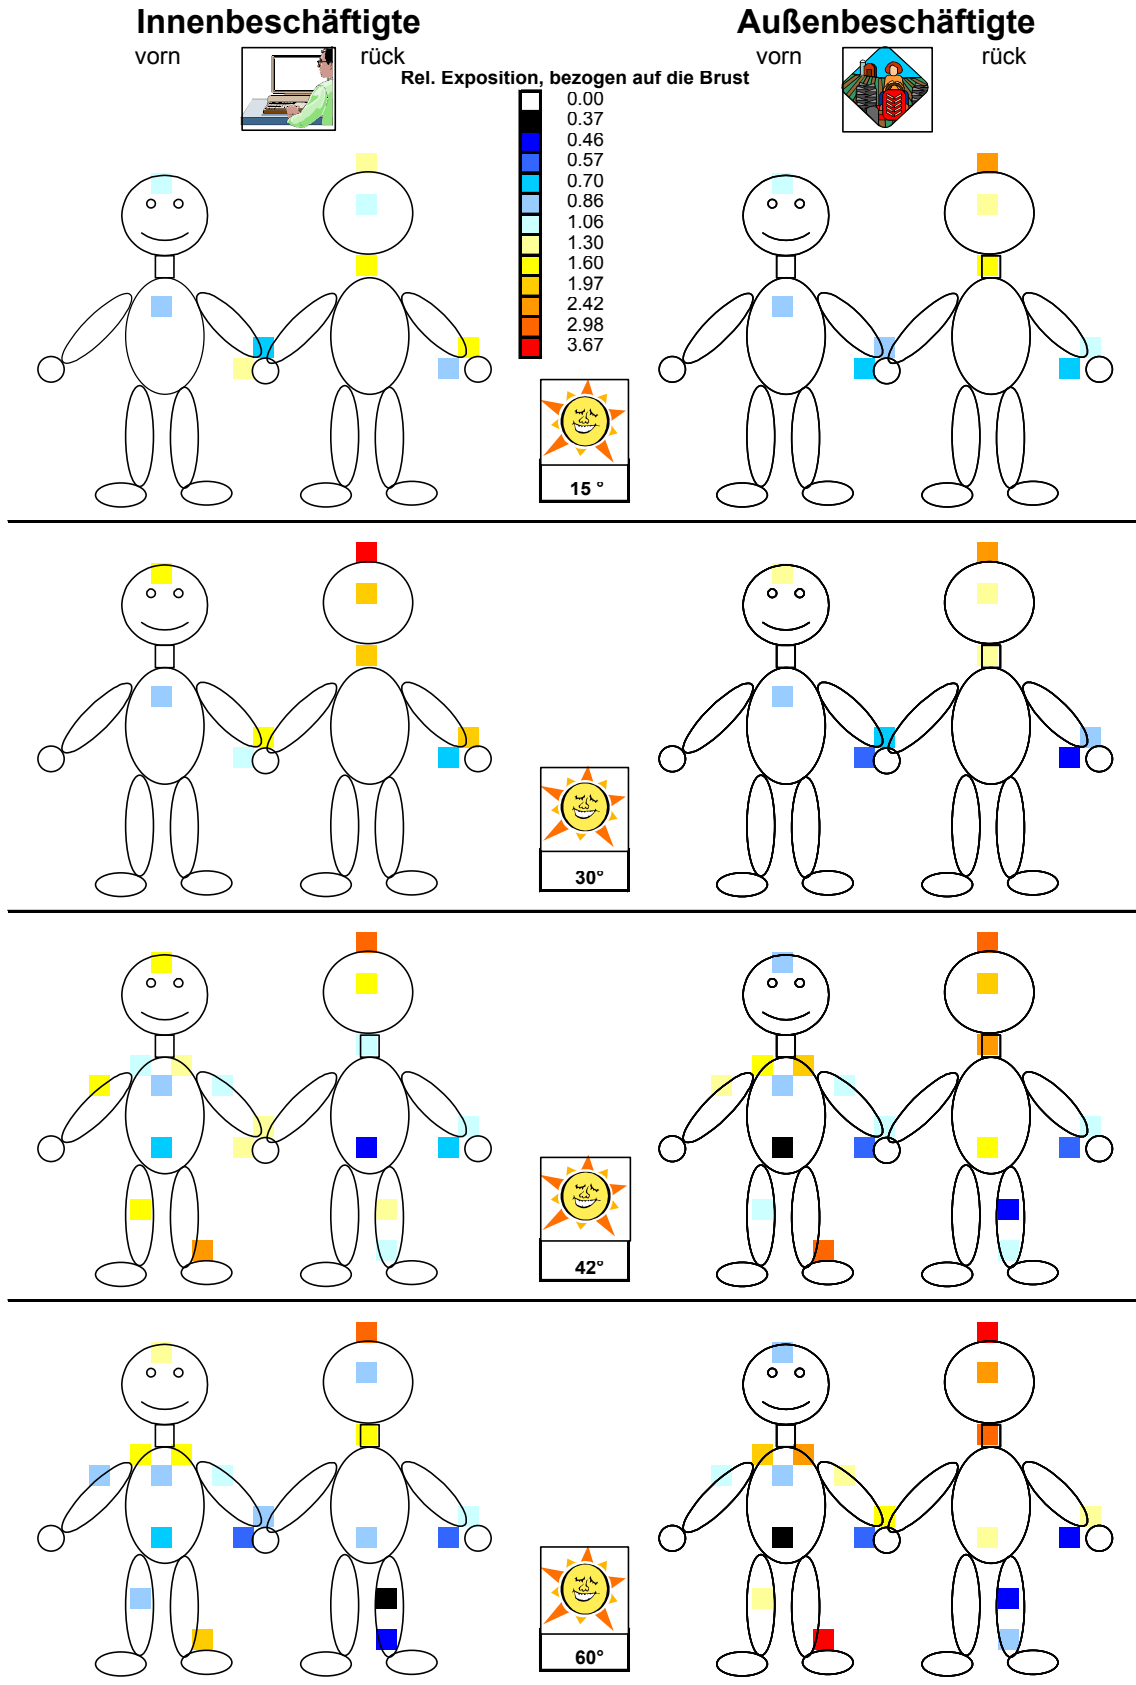 Innenbeschäftigte
Außenbeschäftigte
vorn
rück
vorn
rück
Rel. Exposition, bezogen auf die Brust
0.00
0.37
0.46
0.57
0.70
0.86
1.06
1.30
1.60
1.97
2.42
2.98
3.67
15 °
30°
42°
60°